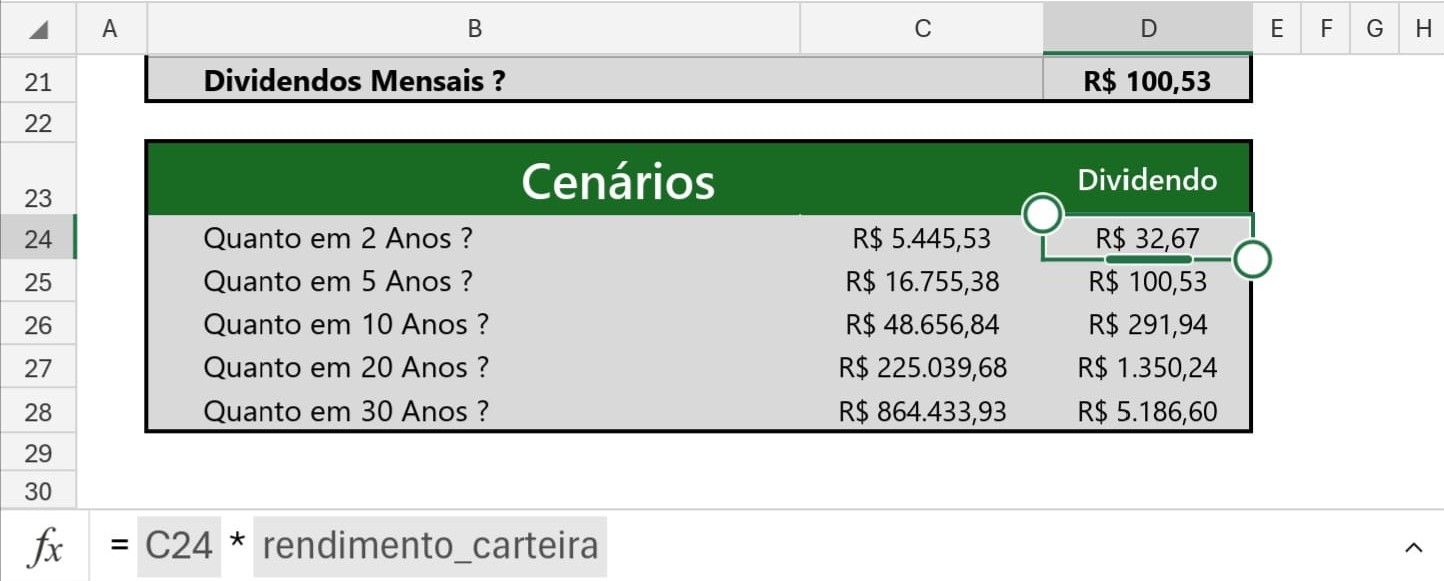 A B C D E F G H
21 Dividendos Mensais ? R$ 100,53
22
23 Cenários Dividendo
24 Quanto em 2 Anos ? R$ 5.445,53 R$ 32,67
25 Quanto em 5 Anos ? R$ 16.755,38 R$ 100,53
26 Quanto em 10 Anos ? R$ 48.656,84 R$ 291,94
27 Quanto em 20 Anos ? R$ 225.039,68 R$ 1.350,24
28 Quanto em 30 Anos ? R$ 864.433,93 R$ 5.186,60
29
30
fx = C24 * rendimento_carteira